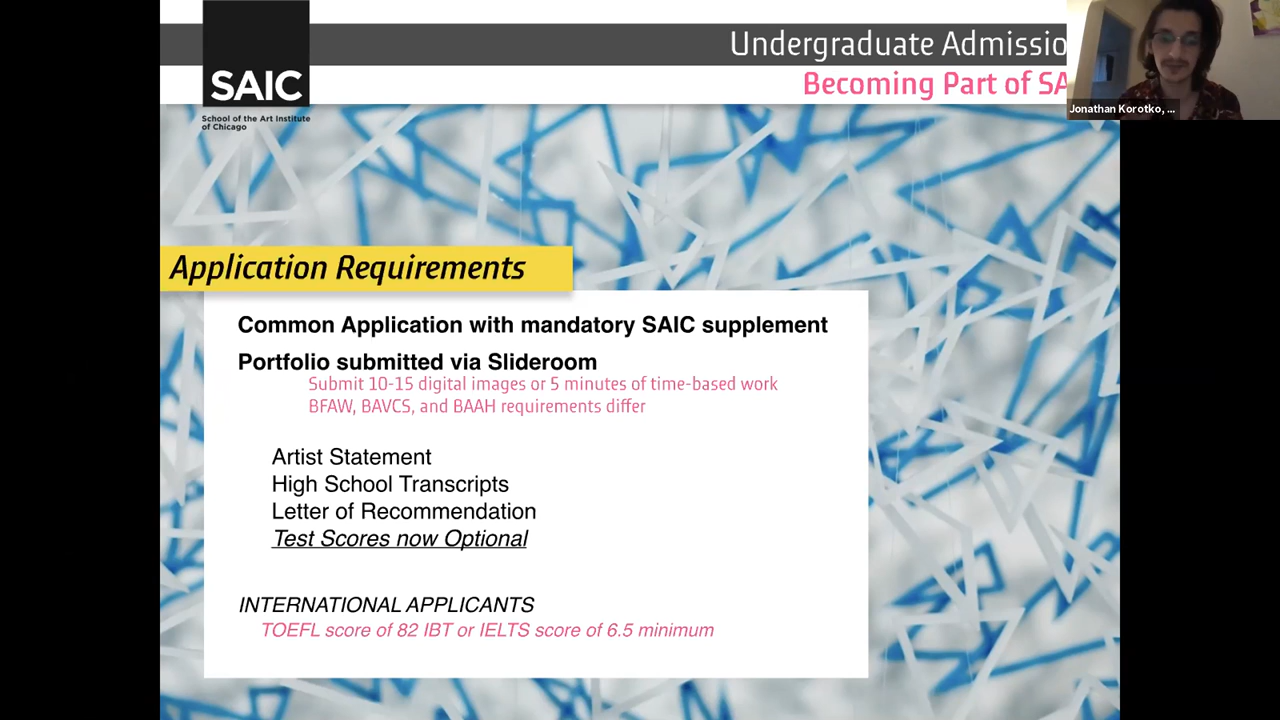 Undergraduate Admissio
Becoming Part of SA
SAIC
School of the Art Institute
of Chicago
Jonathan Korotko, ...
Application Requirements
Common Application with mandatory SAIC supplement
Portfolio submitted via Slideroom
Submit 10-15 digital images or 5 minutes of time-based work
BFAW, BAVCS, and BAAH requirements differ
Artist Statement
High School Transcripts
Letter of Recommendation
Test Scores now Optional
INTERNATIONAL APPLICANTS
TOEFL score of 82 IBT or IELTS score of 6.5 minimum